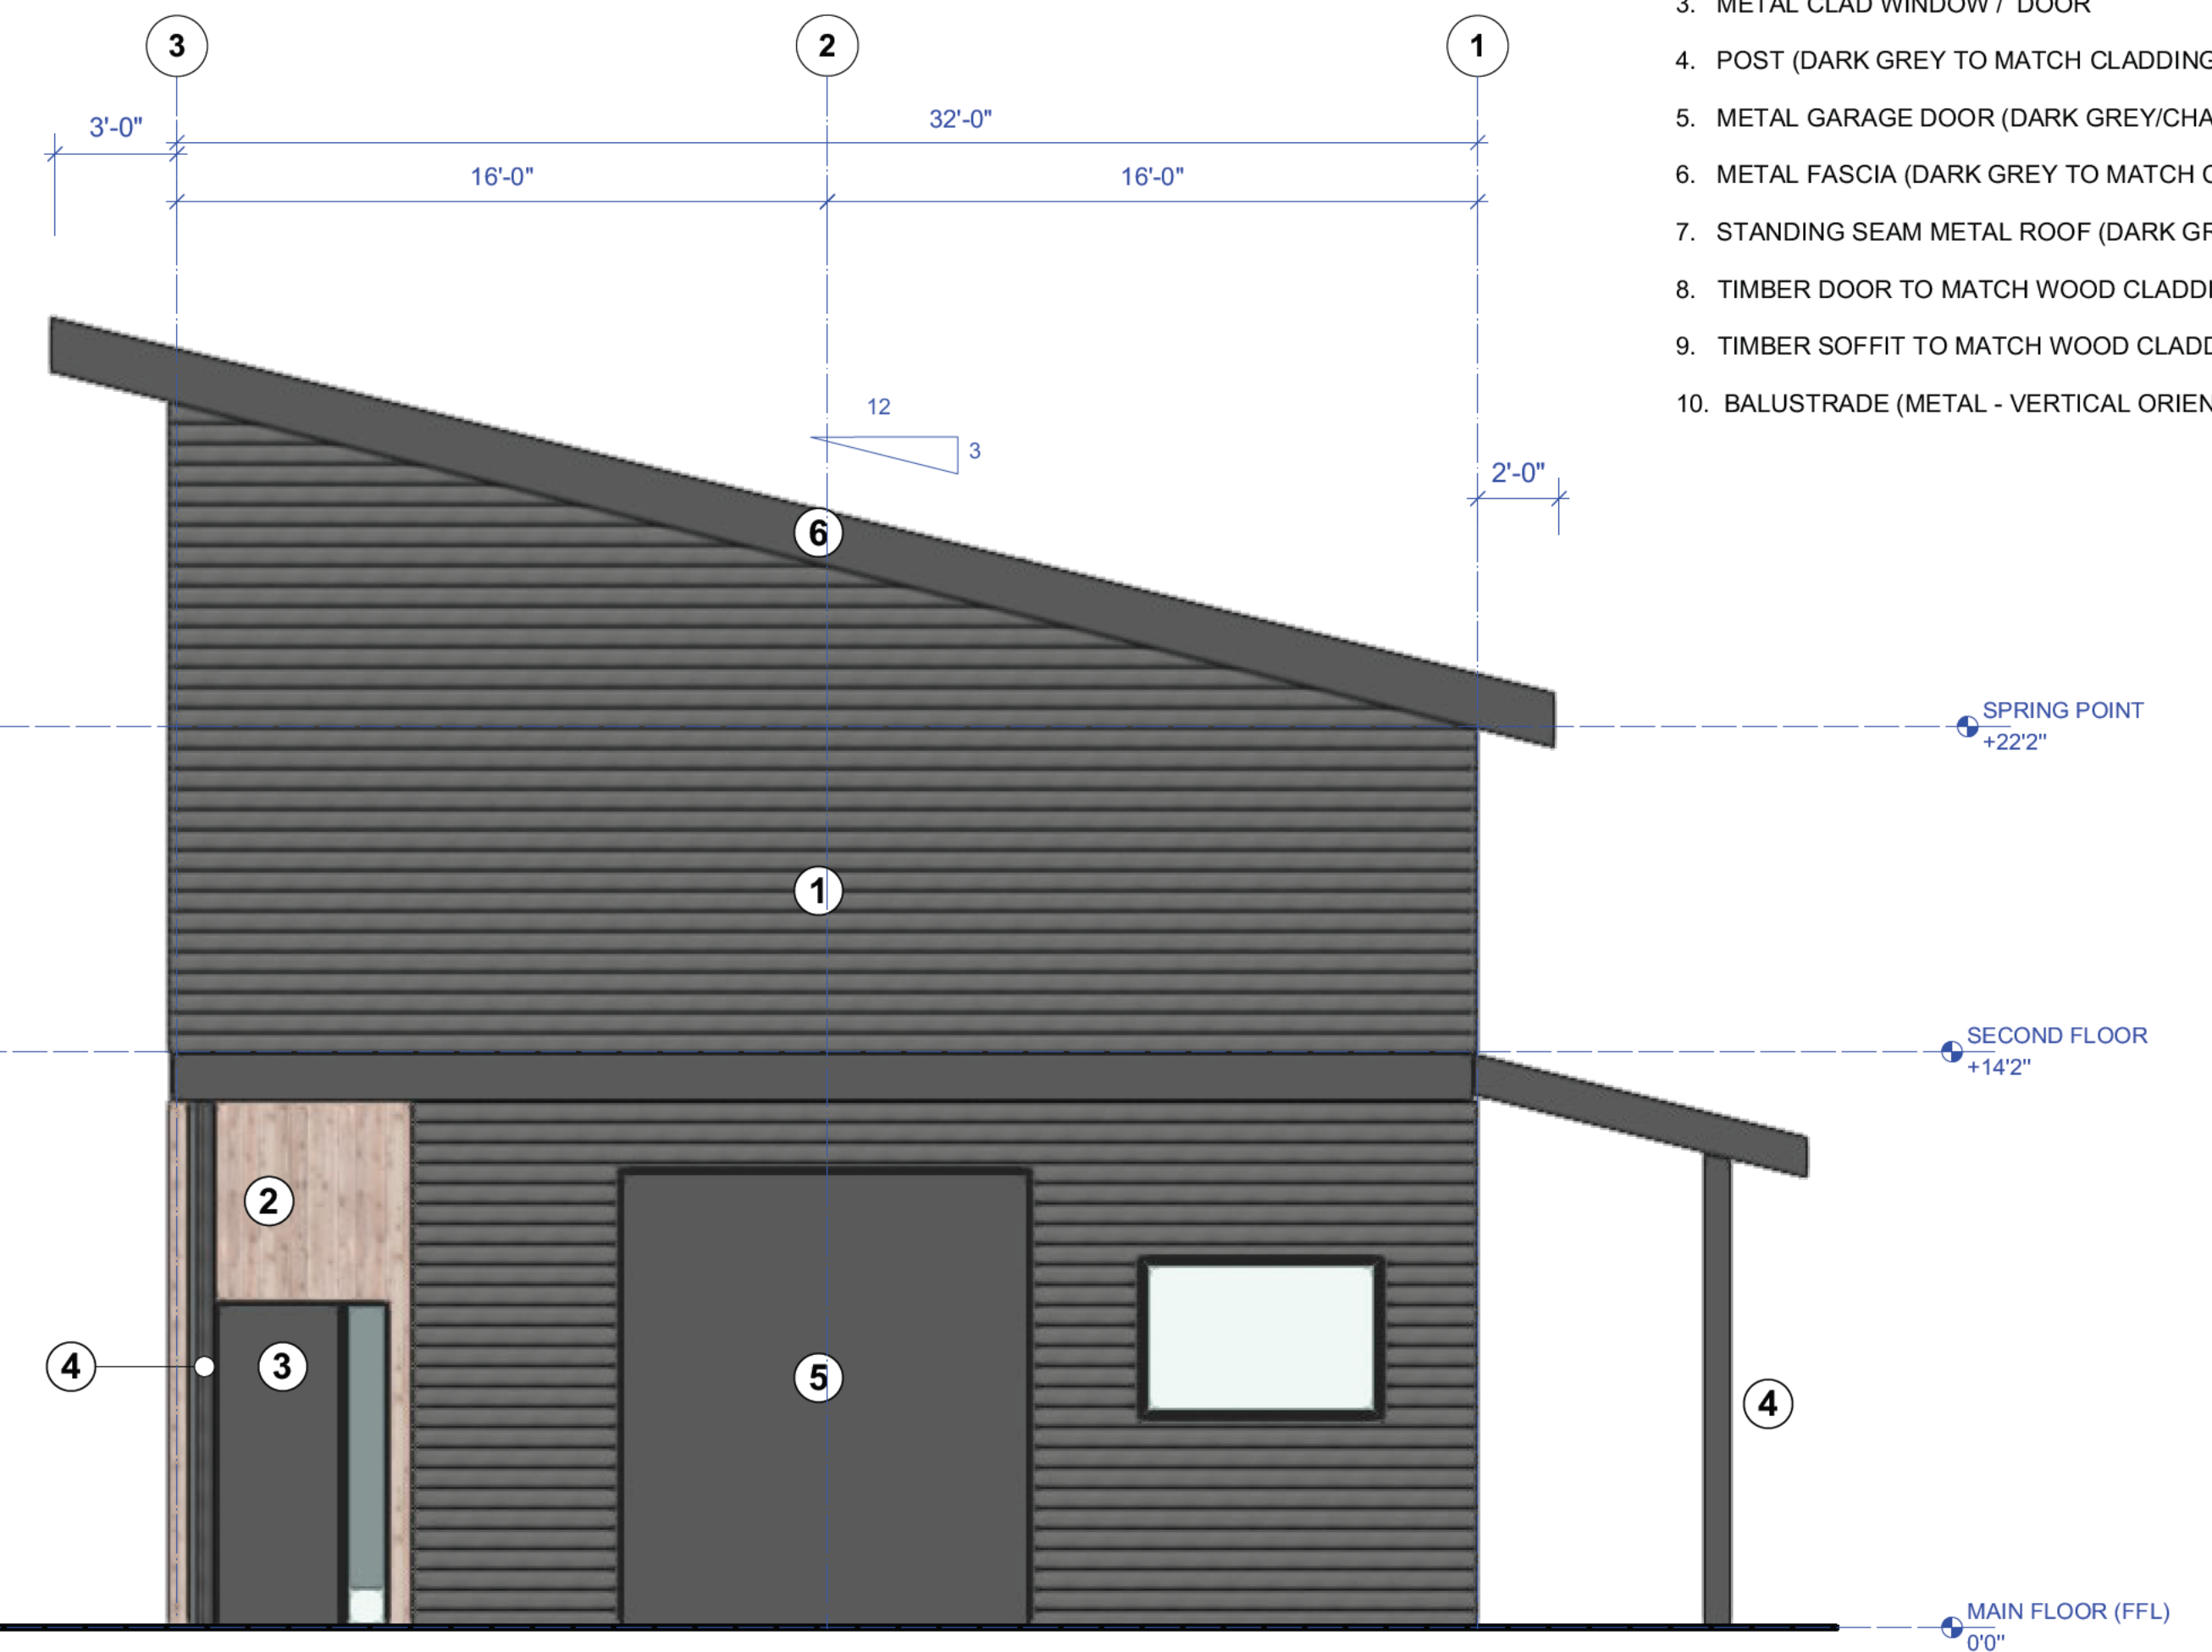 3. METAL CLAD WINDOW / DOOR
4. POST (DARK GREY TO MATCH CLADDING
5. METAL GARAGE DOOR (DARK GREY/CHA
6. METAL FASCIA (DARK GREY TO MATCH
7. STANDING SEAM METAL ROOF (DARK GR
8. TIMBER DOOR TO MATCH WOOD CLADDI
9. TIMBER SOFFIT TO MATCH WOOD CLADD
10. BALUSTRADE (METAL - VERTICAL ORIEN
3
2
1
3'-0"
32'-0"
16'-0"
16'-0"
12
3
2'-0"
6
SPRING POINT
+22'2"
1
SECOND FLOOR
+14'2"
2
4
3
5
4
MAIN FLOOR (FFL)
0'0"